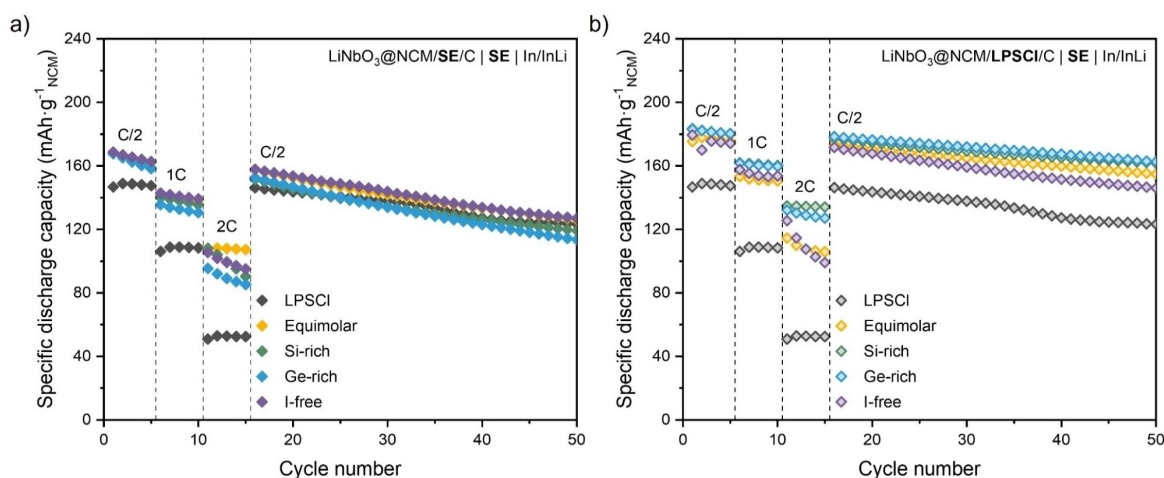 a)
LiNbO₃@NCM/SE/C | SE | In/InLi
Specific discharge capacity (mAh·g⁻¹NCM)
240
200
160
120
80
40
0
C/2
1C
2C
C/2
LPSCl
Equimolar
Si-rich
Ge-rich
I-free
0
10
20
30
40
50
Cycle number
b)
LiNbO₃@NCM/LPSCl/C | SE | In/InLi
Specific discharge capacity (mAh·g⁻¹NCM)
240
200
160
120
80
40
0
C/2
1C
2C
C/2
LPSCl
Equimolar
Si-rich
Ge-rich
I-free
0
10
20
30
40
50
Cycle number